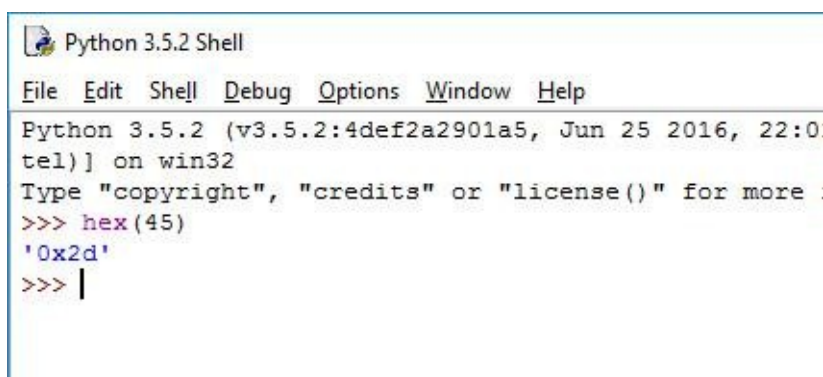 Python 3.5.2 Shell
File Edit Shell Debug Options Window Help
Python 3.5.2 (v3.5.2:4def2a2901a5, Jun 25 2016, 22:0
tel)] on win32
Type "copyright", "credits" or "license()" for more
>>> hex(45)
'0x2d'
>>>